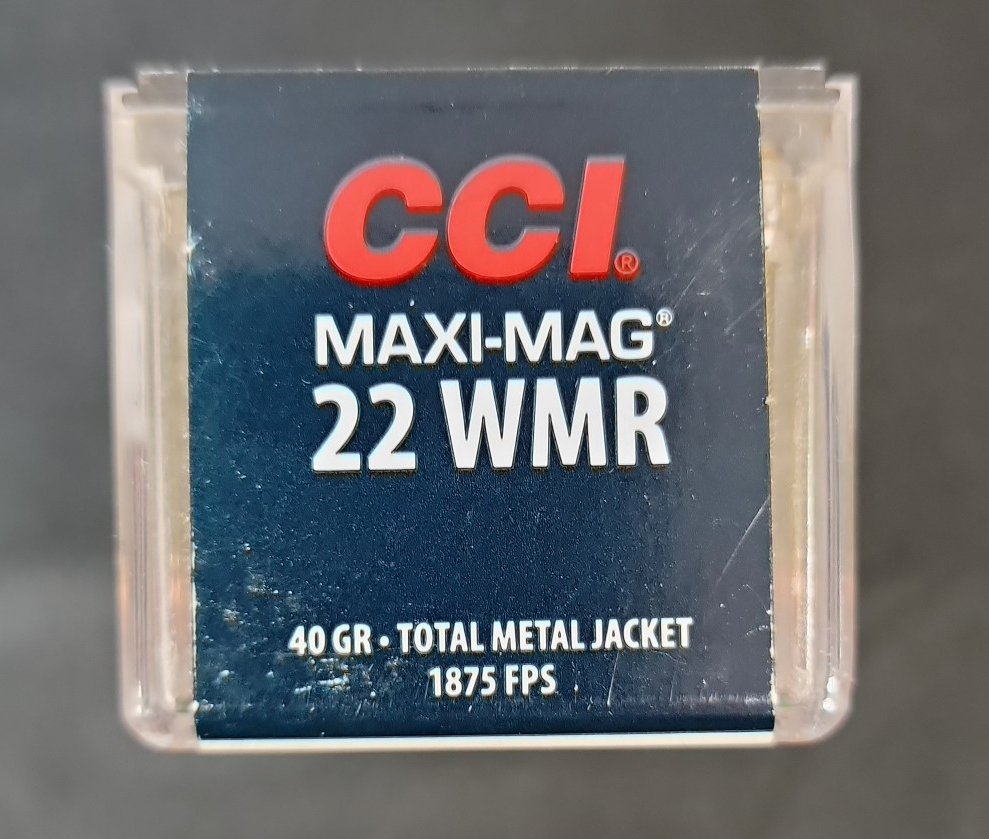 CCI®
MAXI-MAG®
22 WMR
40 GR • TOTAL METAL JACKET
1875 FPS